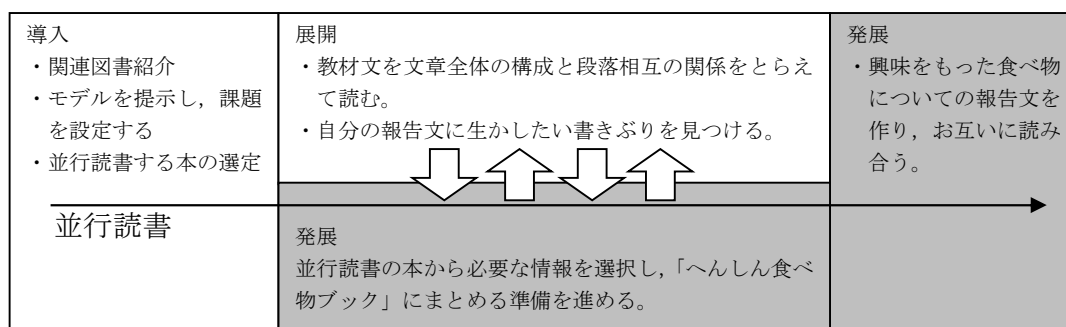 導入
・関連図書紹介
・モデルを提示し，課題
を設定する
・並行読書する本の選定
展開
・教材文を文章全体の構成と段落相互の関係をとらえ
て読む。
・自分の報告文に生かしたい書きぶりを見つける。
発展
・興味をもった食べ物
についての報告文を
作り，お互いに読み
合う。
並行読書
発展
並行読書の本から必要な情報を選択し，「へんしん食べ
物ブック」にまとめる準備を進める。